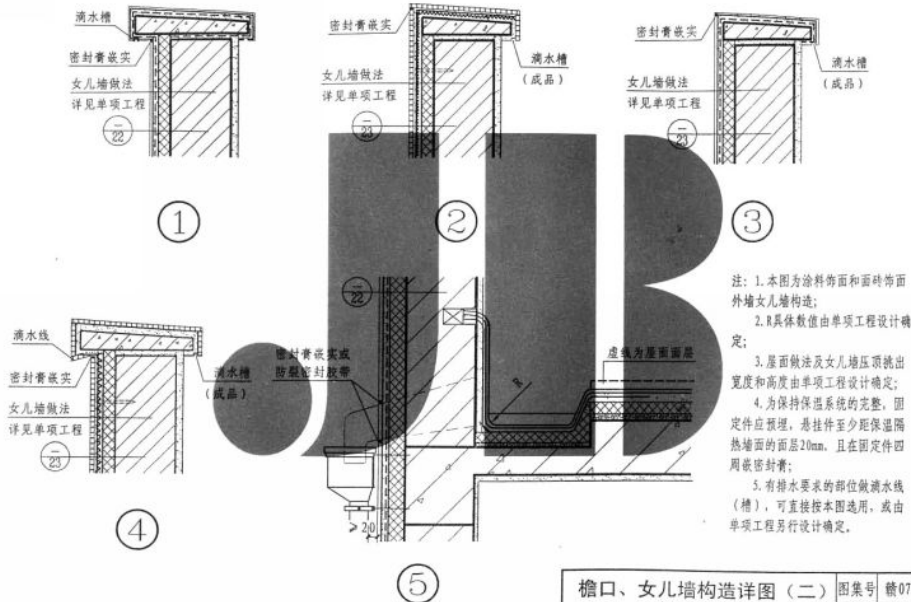 滴水槽
密封膏嵌实
女儿墙做法
详见单项工程
一
22
①
密封膏嵌实
女儿墙做法
详见单项工程
一
23
滴水槽
(成品)
②
密封膏嵌实
女儿墙做法
详见单项工程
一
23
滴水槽
(成品)
③
滴水线
密封膏嵌实
女儿墙做法
详见单项工程
一
23
滴水槽
(成品)
④
一
22
密封膏嵌实或
防裂密封胶带
R
虚线为屋面面层
≥20
⑤
注: 1.本图为涂料饰面和面砖饰面
外墙女儿墙构造;
2.R具体数值由单项工程设计确
定;
3.屋面做法及女儿墙压顶挑出
宽度和高度由单项工程设计确定;
4.为保持保温系统的完整, 固
定件应预埋, 悬挂件至少距保温隔
热墙面的面层20mm, 且在固定件四
周嵌密封膏;
5.有排水要求的部位做滴水线
(槽), 可直接按本图选用, 或由
单项工程另行设计确定。
檐口、女儿墙构造详图 (二) 图集号 赣07
JB